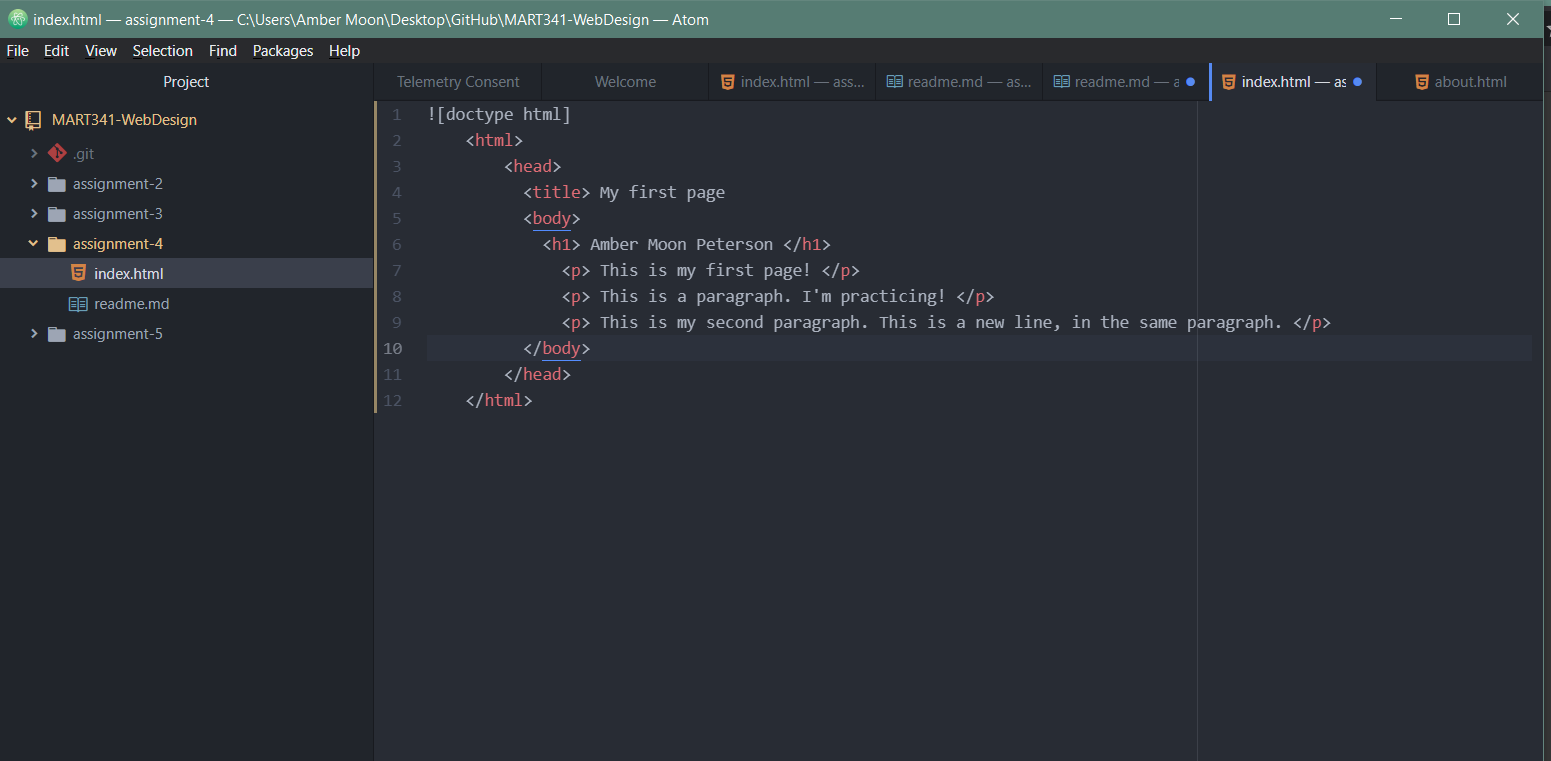 index.html — assignment-4 — C:\Users\Amber Moon\Desktop\GitHub\MART341-WebDesign — Atom
File Edit View Selection Find Packages Help
Project
MART341-WebDesign
.git
assignment-2
assignment-3
assignment-4
index.html
readme.md
assignment-5
Telemetry Consent
Welcome
index.html — ass...
readme.md — as...
readme.md — a
index.html — as
about.html
1 ![doctype html]
2 <html>
3 <head>
4 <title> My first page
5 <body>
6 <h1> Amber Moon Peterson </h1>
7 <p> This is my first page! </p>
8 <p> This is a paragraph. I'm practicing! </p>
9 <p> This is my second paragraph. This is a new line, in the same paragraph. </p>
10 </body>
11 </head>
12 </html>